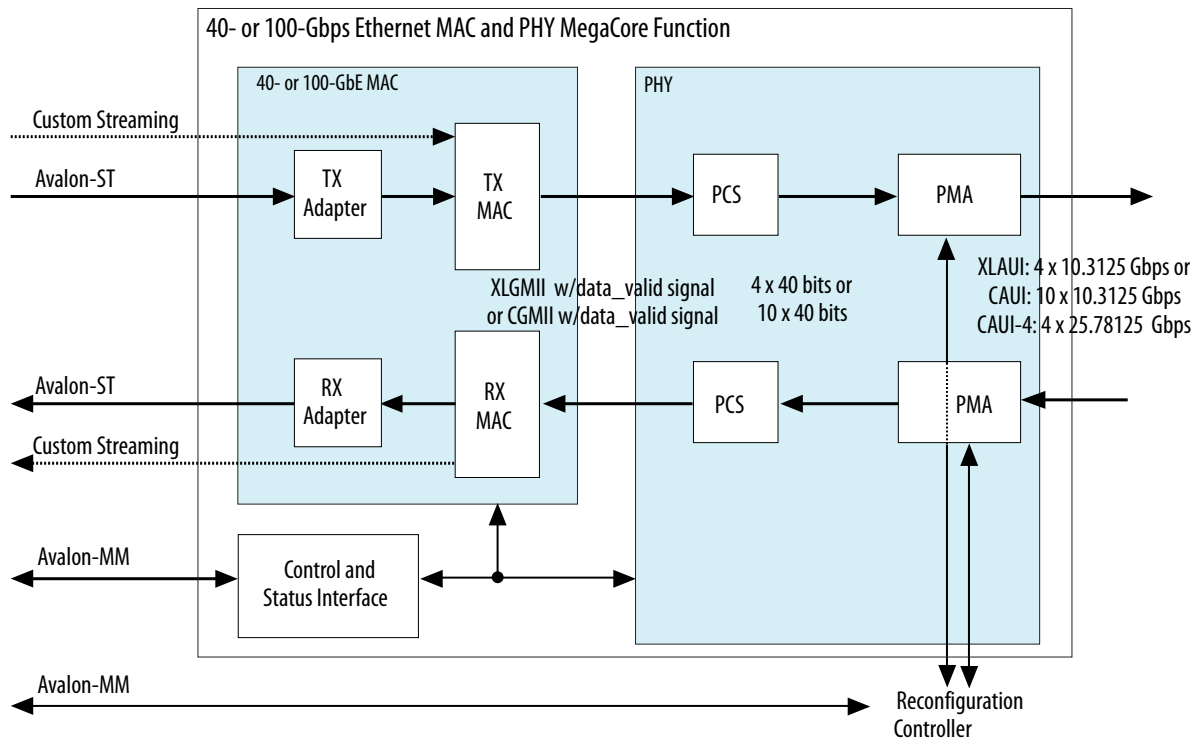 40- or 100-Gbps Ethernet MAC and PHY MegaCore Function
40- or 100-GbE MAC
PHY
Custom Streaming
Avalon-ST
TX
Adapter
TX
MAC
PCS
PMA
XLGMII w/data_valid signal
or CGMII w/data_valid signal
4 x 40 bits or
10 x 40 bits
XLAUI: 4 x 10.3125 Gbps or
CAUI: 10 x 10.3125 Gbps
CAUI-4: 4 x 25.78125 Gbps
Avalon-ST
RX
Adapter
RX
MAC
PCS
PMA
Custom Streaming
Avalon-MM
Control and
Status Interface
Avalon-MM
Reconfiguration
Controller